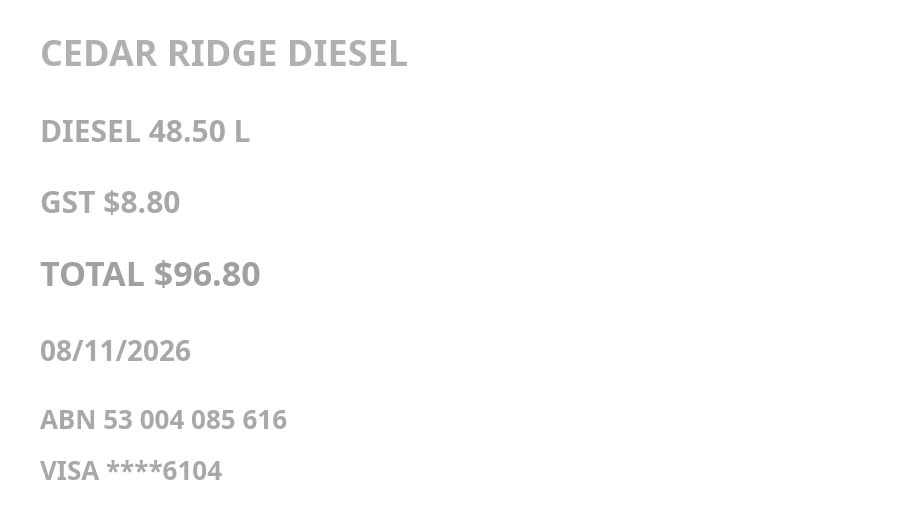 CEDAR RIDGE DIESEL
DIESEL 48.50 L
GST $8.80
TOTAL $96.80
08/11/2026
ABN 53 004 085 616
VISA ****6104